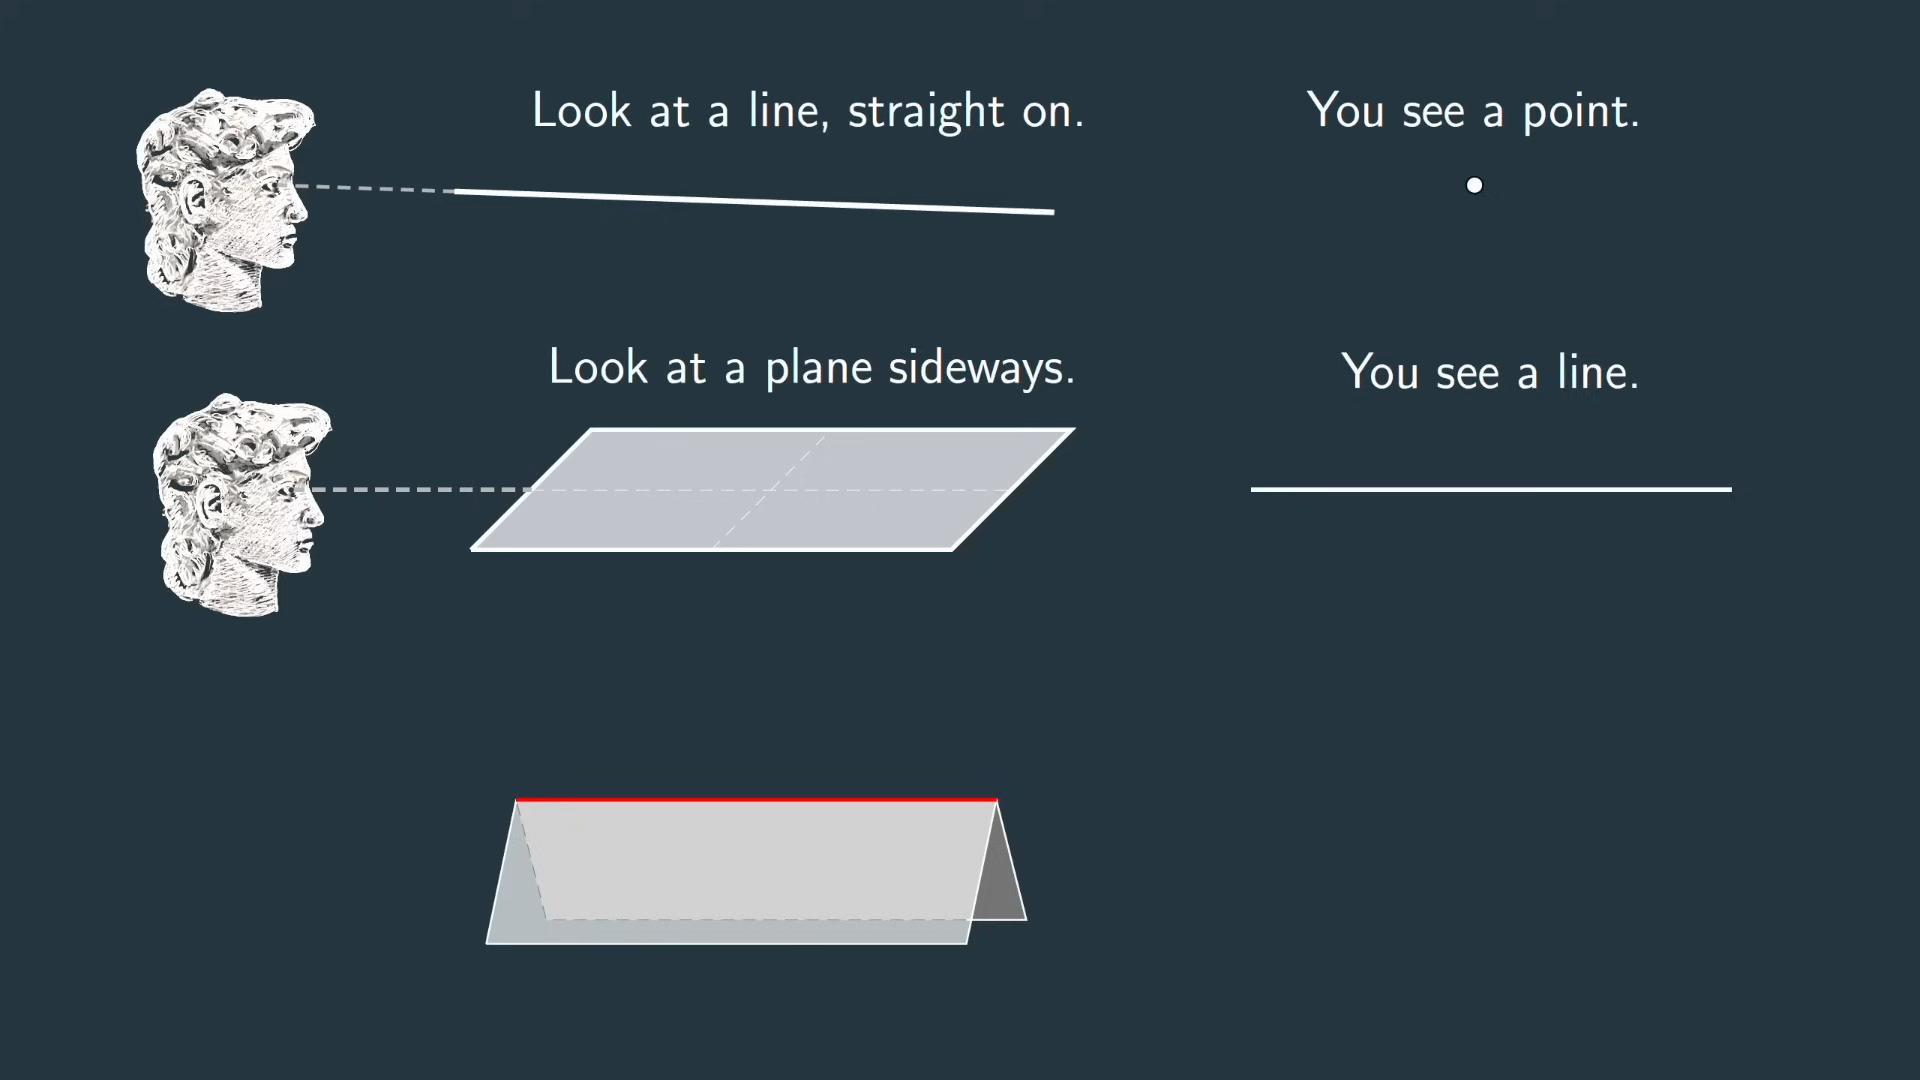 Look at a line, straight on.
You see a point.
Look at a plane sideways.
You see a line.